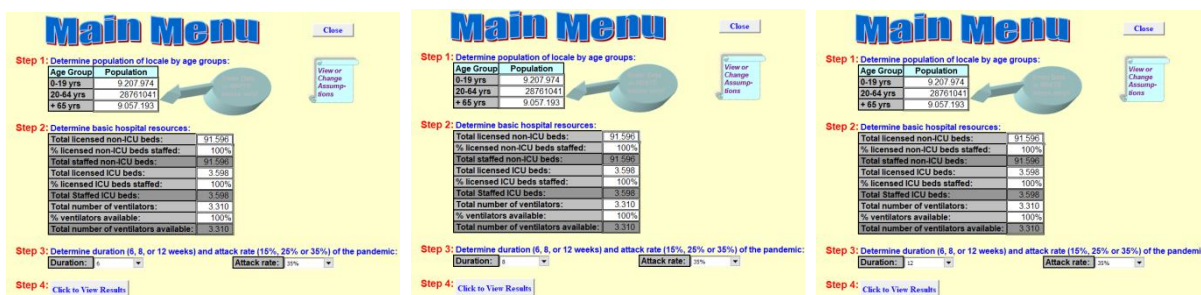 Main Menu
Close
Step 1: Determine population of locale by age groups:
Age Group Population
0-19 yrs 9.207.974
20-64 yrs 28761041
+ 65 yrs 9.057.193
View or
Change
Assump-
tions
Step 2: Determine basic hospital resources:
Total licensed non-ICU beds: 91.596
% licensed non-ICU beds staffed: 100%
Total staffed non-ICU beds: 91.596
Total licensed ICU beds: 3.598
% licensed ICU beds staffed: 100%
Total Staffed ICU beds: 3.598
Total number of ventilators: 3.310
% ventilators available: 100%
Total number of ventilators available: 3.310
Step 3: Determine duration (6, 8, or 12 weeks) and attack rate (15%, 25% or 35%) of the pandemic:
Duration: 6 Attack rate: 35%
Step 4: Click to View Results
Main Menu
Close
Step 1: Determine population of locale by age groups:
Age Group Population
0-19 yrs 9.207.974
20-64 yrs 28761041
+ 65 yrs 9.057.193
View or
Change
Assump-
tions
Step 2: Determine basic hospital resources:
Total licensed non-ICU beds: 91.596
% licensed non-ICU beds staffed: 100%
Total staffed non-ICU beds: 91.596
Total licensed ICU beds: 3.598
% licensed ICU beds staffed: 100%
Total Staffed ICU beds: 3.598
Total number of ventilators: 3.310
% ventilators available: 100%
Total number of ventilators available: 3.310
Step 3: Determine duration (6, 8, or 12 weeks) and attack rate (15%, 25% or 35%) of the pandemic:
Duration: 8 Attack rate: 35%
Step 4: Click to View Results
Main Menu
Close
Step 1: Determine population of locale by age groups:
Age Group Population
0-19 yrs 9.207.974
20-64 yrs 28761041
+ 65 yrs 9.057.193
View or
Change
Assump-
tions
Step 2: Determine basic hospital resources:
Total licensed non-ICU beds: 91.596
% licensed non-ICU beds staffed: 100%
Total staffed non-ICU beds: 91.596
Total licensed ICU beds: 3.598
% licensed ICU beds staffed: 100%
Total Staffed ICU beds: 3.598
Total number of ventilators: 3.310
% ventilators available: 100%
Total number of ventilators available: 3.310
Step 3: Determine duration (6, 8, or 12 weeks) and attack rate (15%, 25% or 35%) of the pandemi
Duration: 12 Attack rate: 35%
Step 4: Click to View Results